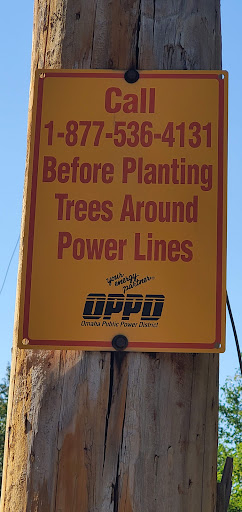 Call
1-877-536-4131
Before Planting
Trees Around
Power Lines
your
energy
partner
OPPD
Omaha Public Power District